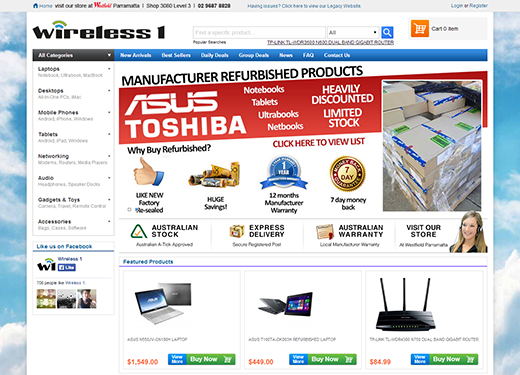 Home visit our store at Westfield Parramatta | Shop 3060 Level 3 | 02 9687 8828
Having issues? Click here to view our Legacy Website.
Login or Register
wireless 1
Find a specific product...
All
Cart 0 item
Popular Searches
TP-LINK TL-WDR3600 N600 DUAL BAND GIGABIT ROUTER
All Categories
New Arrivals Best Sellers Daily Deals Group Deals News FAQ Contact Us
Laptops
Notebook, Ultrabook, MacBook
Desktops
All-in-One PCs, iMac
Mobile Phones
Android, iPhone, Windows
Tablets
Android, iPad, Windows
Networking
Modems, Routers, Media Players
Audio
Headphones, Speaker Docks
Gadgets & Toys
Camera, Travel, Remote Control
Accessories
Bags, Cases, Software
MANUFACTURER REFURBISHED PRODUCTS
ASUS
TOSHIBA
Notebooks
Tablets
Ultrabooks
Netbooks
HEAVILY
DISCOUNTED
LIMITED
STOCK
CLICK HERE TO VIEW LIST
Why Buy Refurbished?
LIKE NEW
Factory
Re-sealed
HUGE
Savings!
1
YEAR
12 months
Manufacturer
Warranty
MONEY BACK
7
DAY
GUARANTEE
7 day money
back
AUSTRALIAN
STOCK
Australian & Tick Approved
EXPRESS
DELIVERY
Secure Registered Post
AUSTRALIAN
WARRANTY
Local Manufacturer Warranty
VISIT OUR
STORE
At Westfield Parramatta
Like us on Facebook
Wireless 1
Like
people like Wireless 1.
Featured Products
ASUS
LAPTOP
$1,549.00
View More
Buy Now
ASUS
REFURBISHED LAPTOP
$449.00
View More
Buy Now
TP-LINK
DUAL BAND GIGABIT ROUTER
$84.99
View More
Buy Now